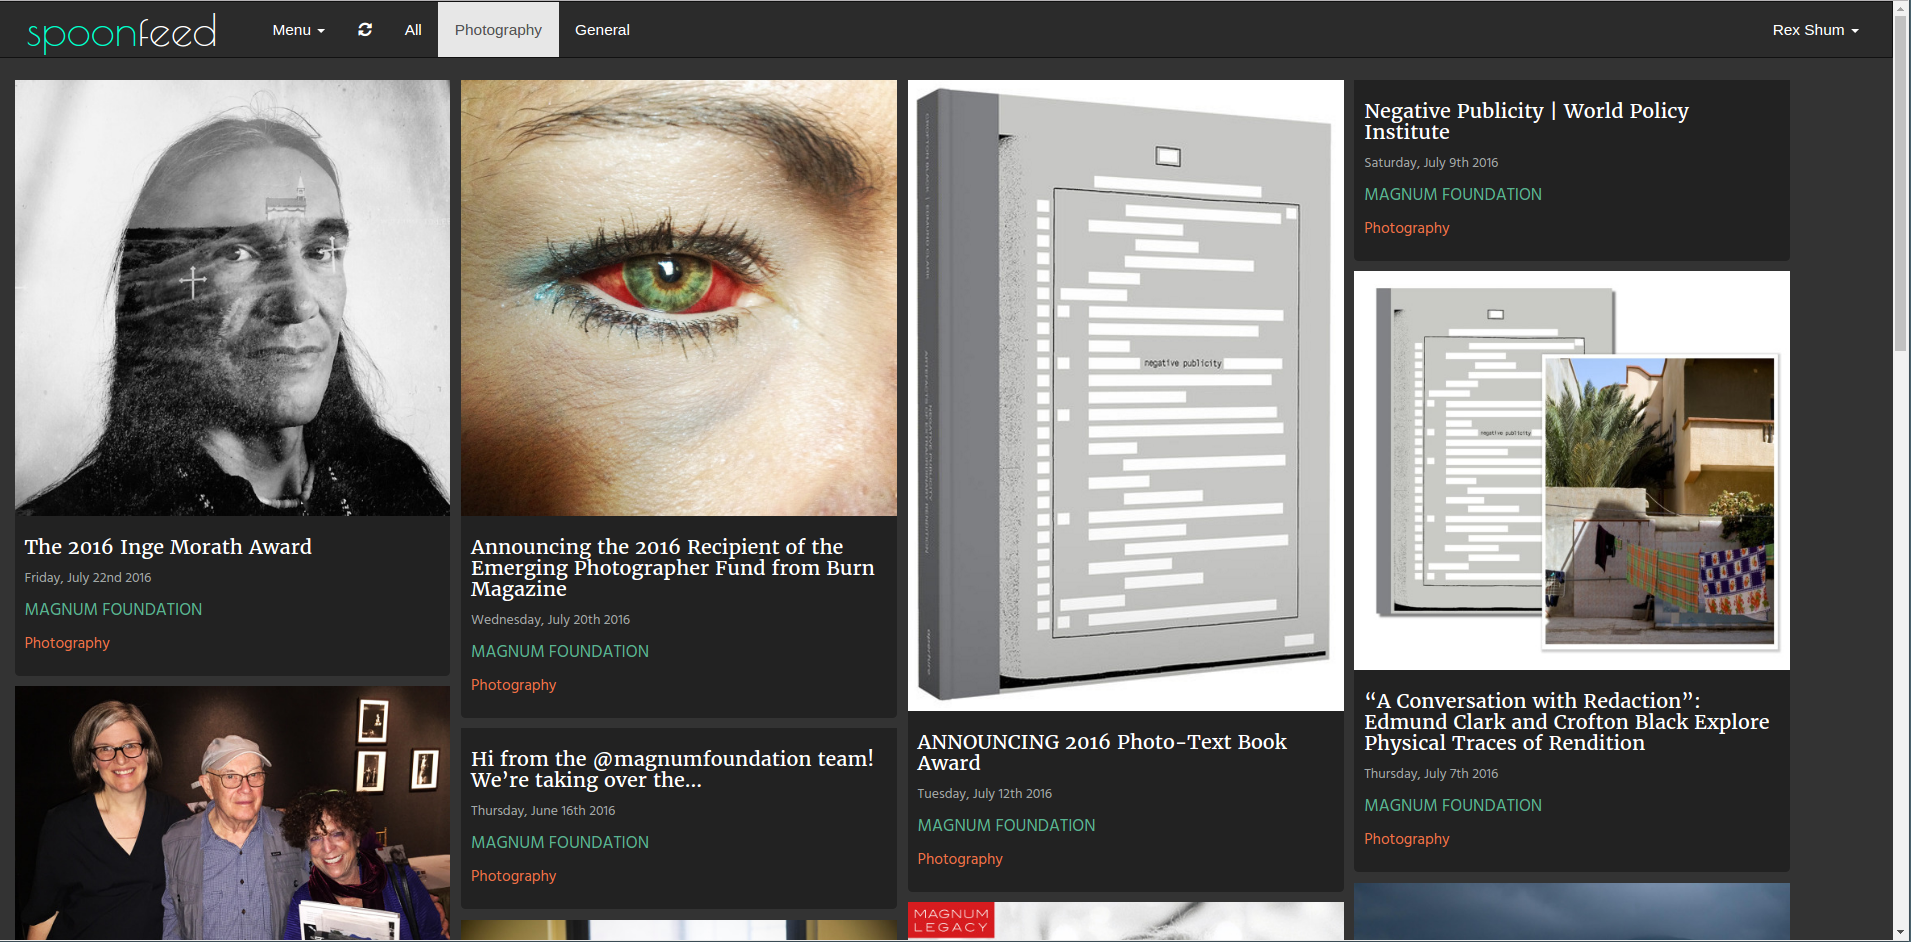 spoonfeed
Menu
All
Photography
General
Rex Shum
The 2016 Inge Morath Award
Friday, July 22nd 2016
MAGNUM FOUNDATION
Photography
Announcing the 2016 Recipient of the
Emerging Photographer Fund from Burn
Magazine
Wednesday, July 20th 2016
MAGNUM FOUNDATION
Photography
Hi from the @magnumfoundation team!
We’re taking over the...
Thursday, June 16th 2016
MAGNUM FOUNDATION
Photography
negative publicity
ANNOUNCING 2016 Photo-Text Book
Award
Tuesday, July 12th 2016
MAGNUM FOUNDATION
Photography
MAGNUM
LEGACY
Negative Publicity | World Policy
Institute
Saturday, July 9th 2016
MAGNUM FOUNDATION
Photography
negative publicity
“A Conversation with Redaction”:
Edmund Clark and Crofton Black Explore
Physical Traces of Rendition
Thursday, July 7th 2016
MAGNUM FOUNDATION
Photography